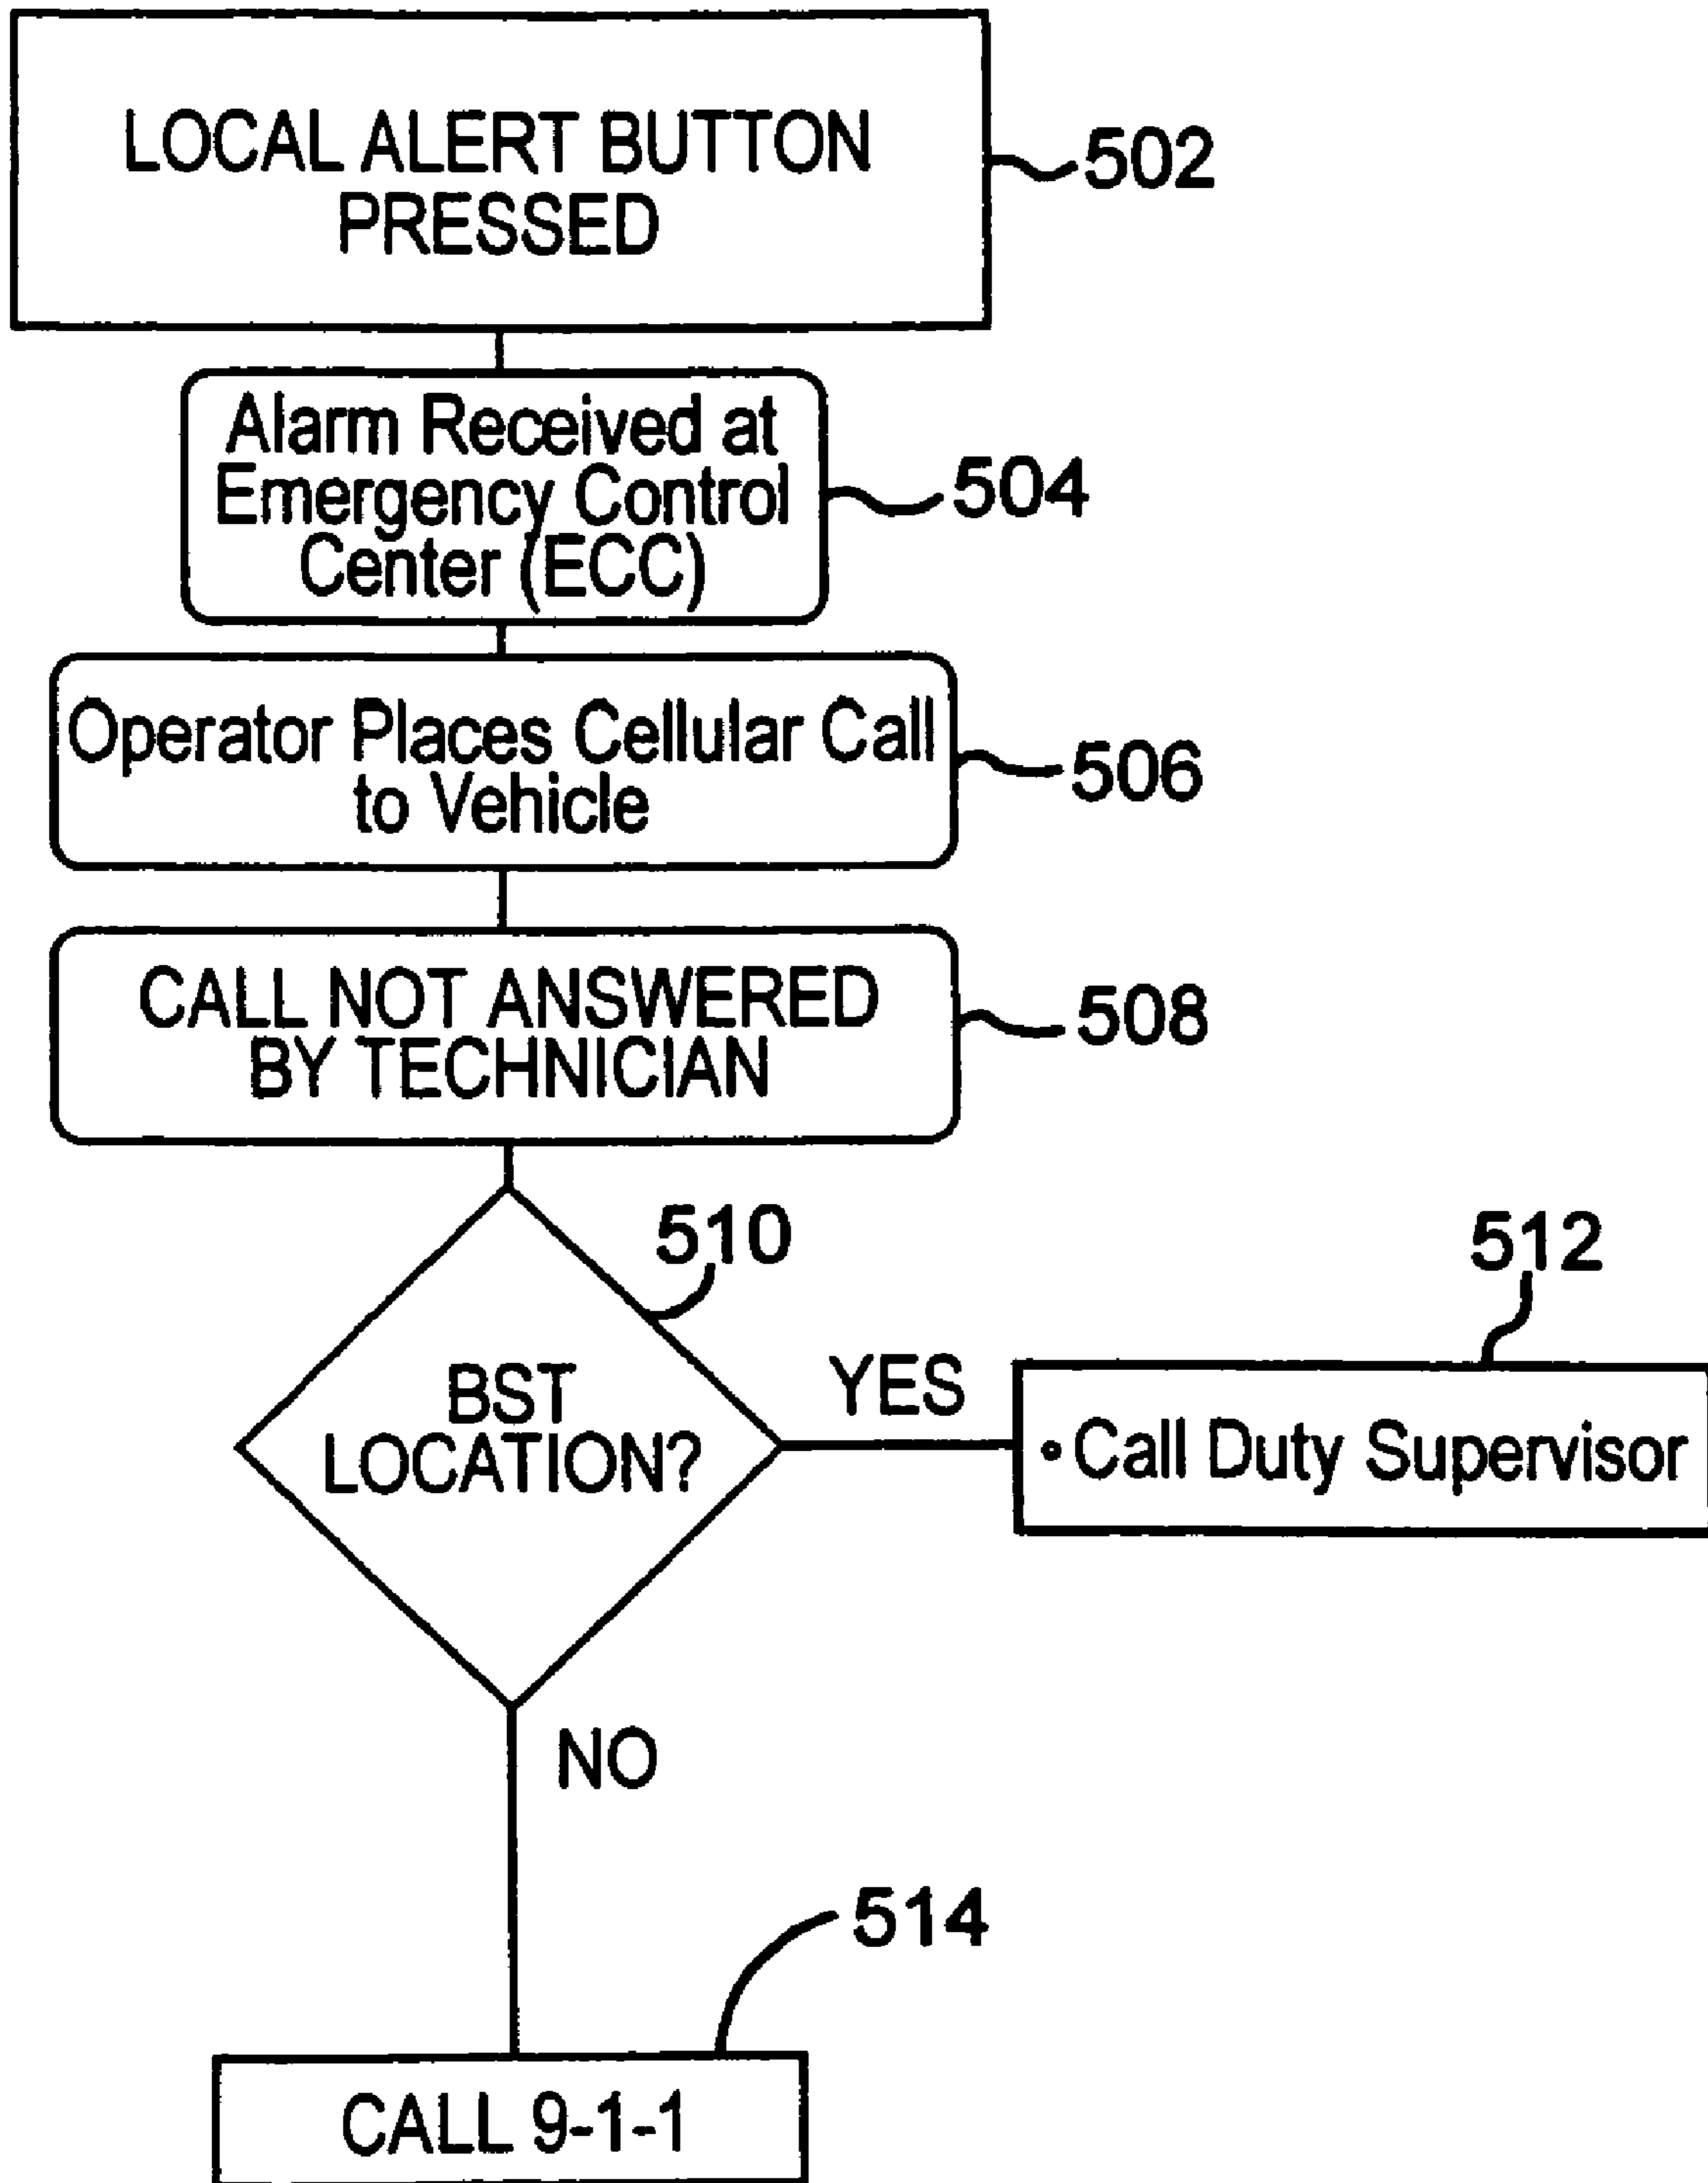 LOCAL ALERT BUTTON
PRESSED
502
Alarm Received at
Emergency Control
Center (ECC)
504
Operator Places Cellular Call
to Vehicle
506
CALL NOT ANSWERED
BY TECHNICIAN
508
510
BST
LOCATION?
YES
512
• Call Duty Supervisor
NO
514
CALL 9-1-1